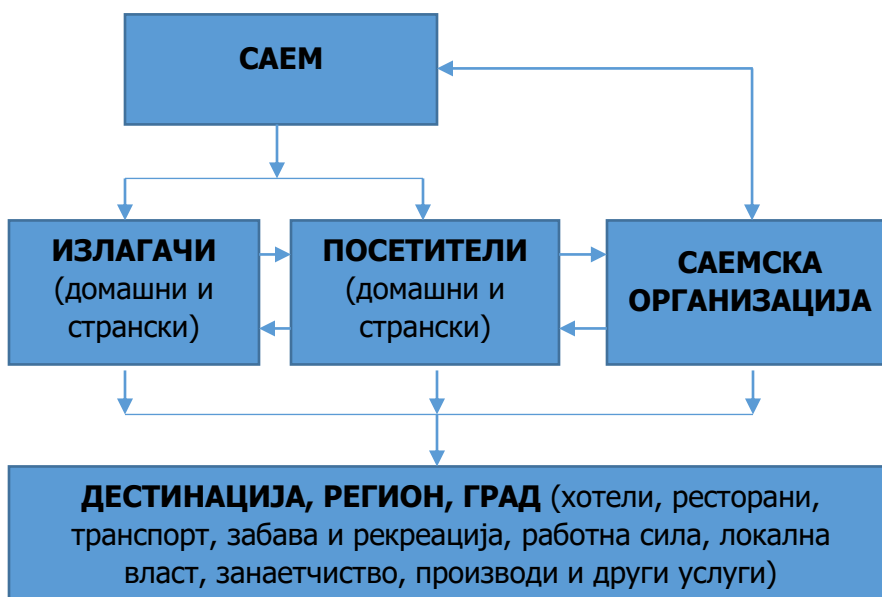 САЕМ
ИЗЛАГАЧИ
(домашни и
странски)
ПОСЕТИТЕЛИ
(домашни и
странски)
САЕМСКА
ОРГАНИЗАЦИЈА
ДЕСТИНАЦИЈА, РЕГИОН, ГРАД (хотели, ресторани,
транспорт, забава и рекреација, работна сила, локална
власт, занаетчиство, производи и други услуги)